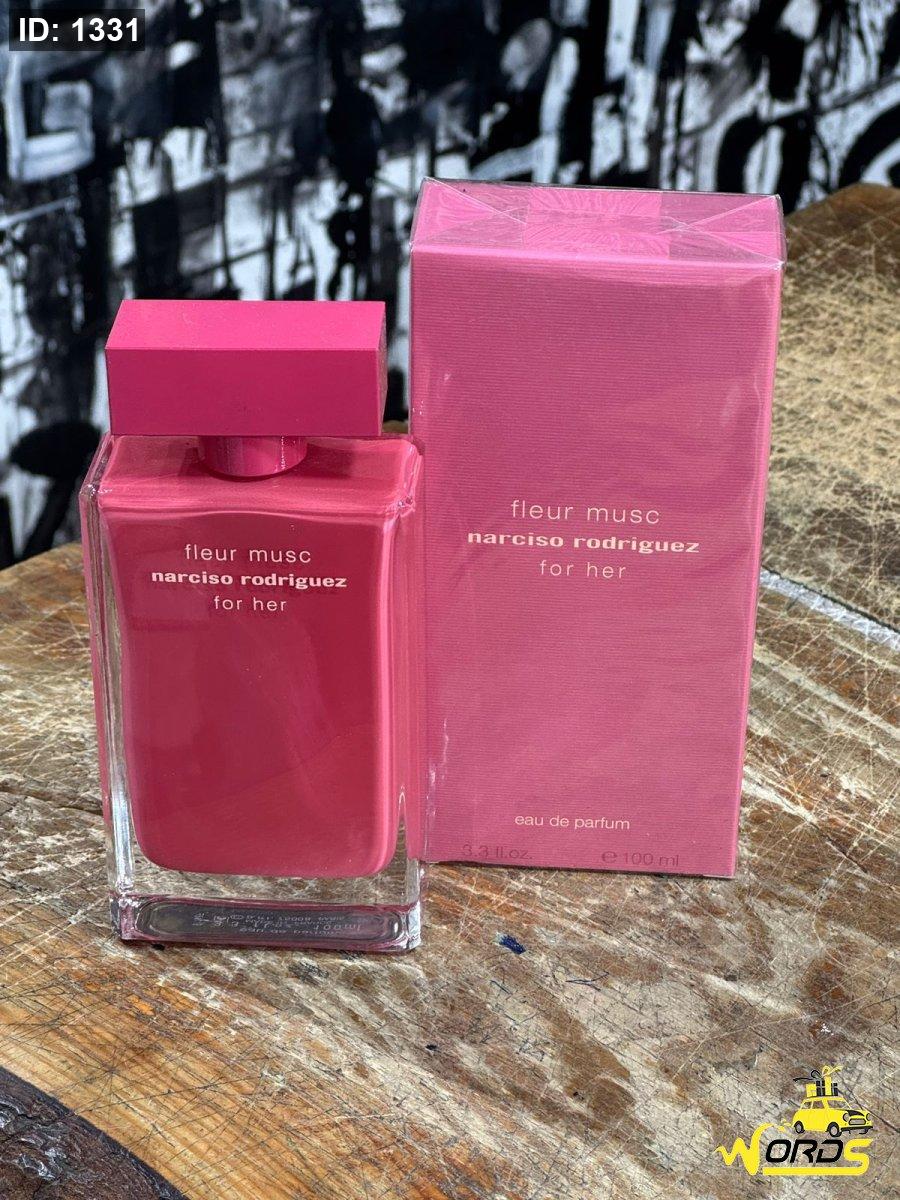 ID: 1331
fleur musc
narciso rodriguez
for her
eau de parfum
3.3 fl.oz. e 100 ml
fleur musc
narciso rodriguez
for her
WORDS